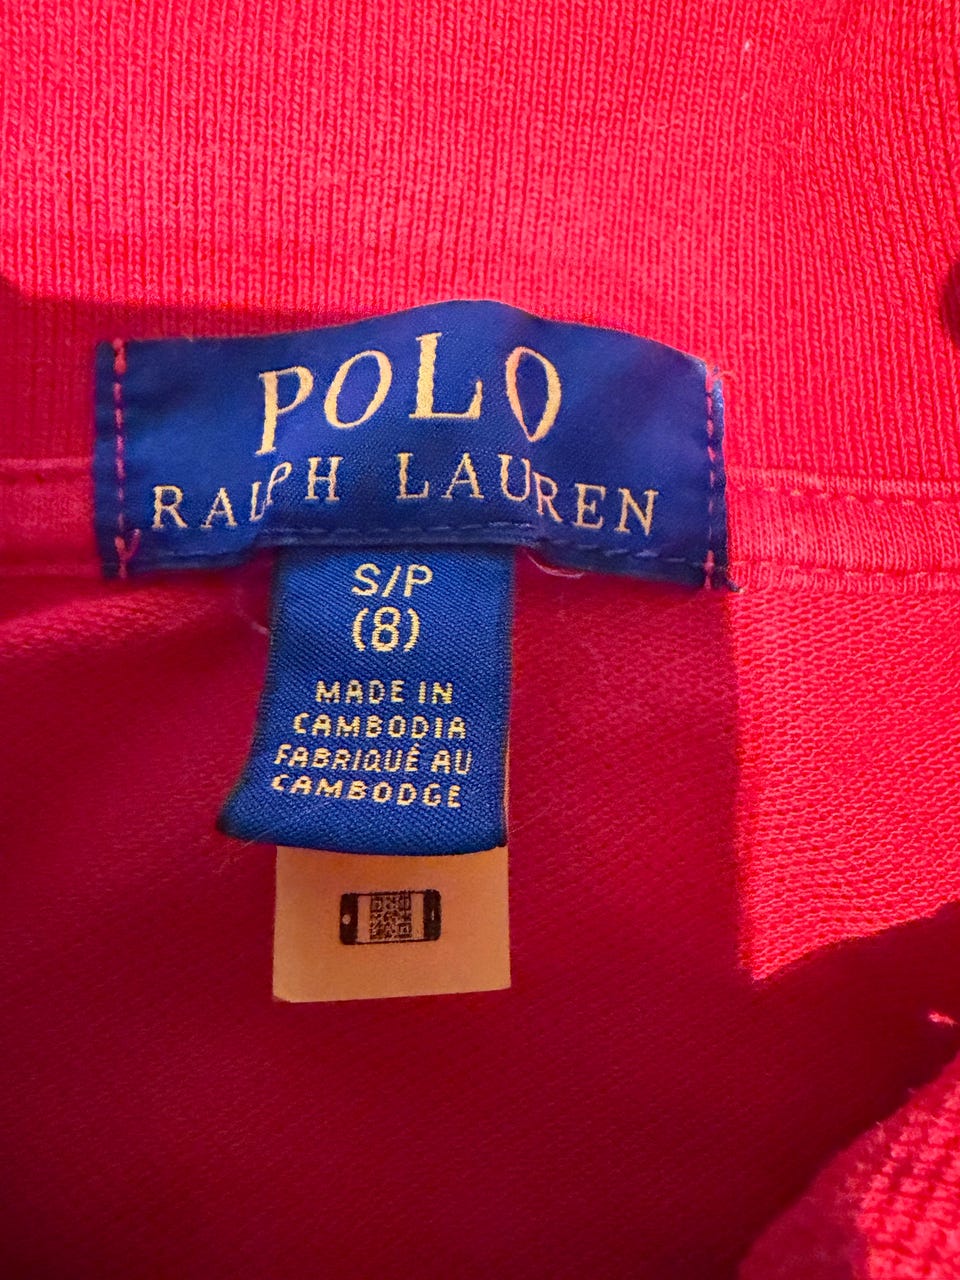 POLO
RALPH LAUREN
S/P
(8)
MADE IN
CAMBODIA
FABRIQUÉ AU
CAMBODGE